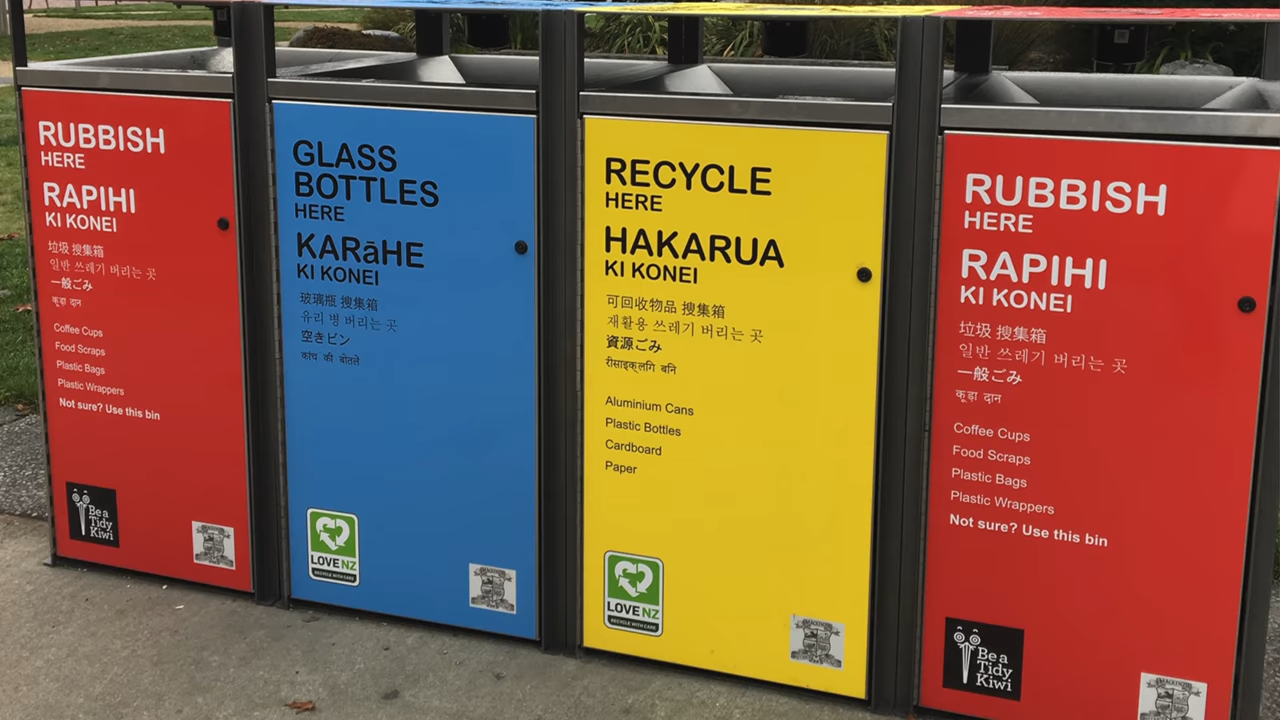 RUBBISH
HERE
RAPIHI
KI KONEI
垃圾 搜集箱
일반 쓰레기 버리는 곳
一般ごみ
कूड़ा दान
Coffee Cups
Food Scraps
Plastic Bags
Plastic Wrappers
Not sure? Use this bin
Be a
Tidy
Kiwi
GLASS
BOTTLES
HERE
KARāHE
KI KONEI
玻璃瓶 搜集箱
유리 병 버리는 곳
空きビン
कांच की बोतलें
LOVE NZ
RECYCLE WITH CARE
RECYCLE
HERE
HAKARUA
KI KONEI
可回收物品 搜集箱
재활용 쓰레기 버리는 곳
資源ごみ
रीसाइक्लगि बनि
Aluminium Cans
Plastic Bottles
Cardboard
Paper
LOVE NZ
RECYCLE WITH CARE
MACKENZIE
RUBBISH
HERE
RAPIHI
KI KONEI
垃圾 搜集箱
일반 쓰레기 버리는 곳
一般ごみ
कूड़ा दान
Coffee Cups
Food Scraps
Plastic Bags
Plastic Wrappers
Not sure? Use this bin
Be a
Tidy
Kiwi
MACKENZIE